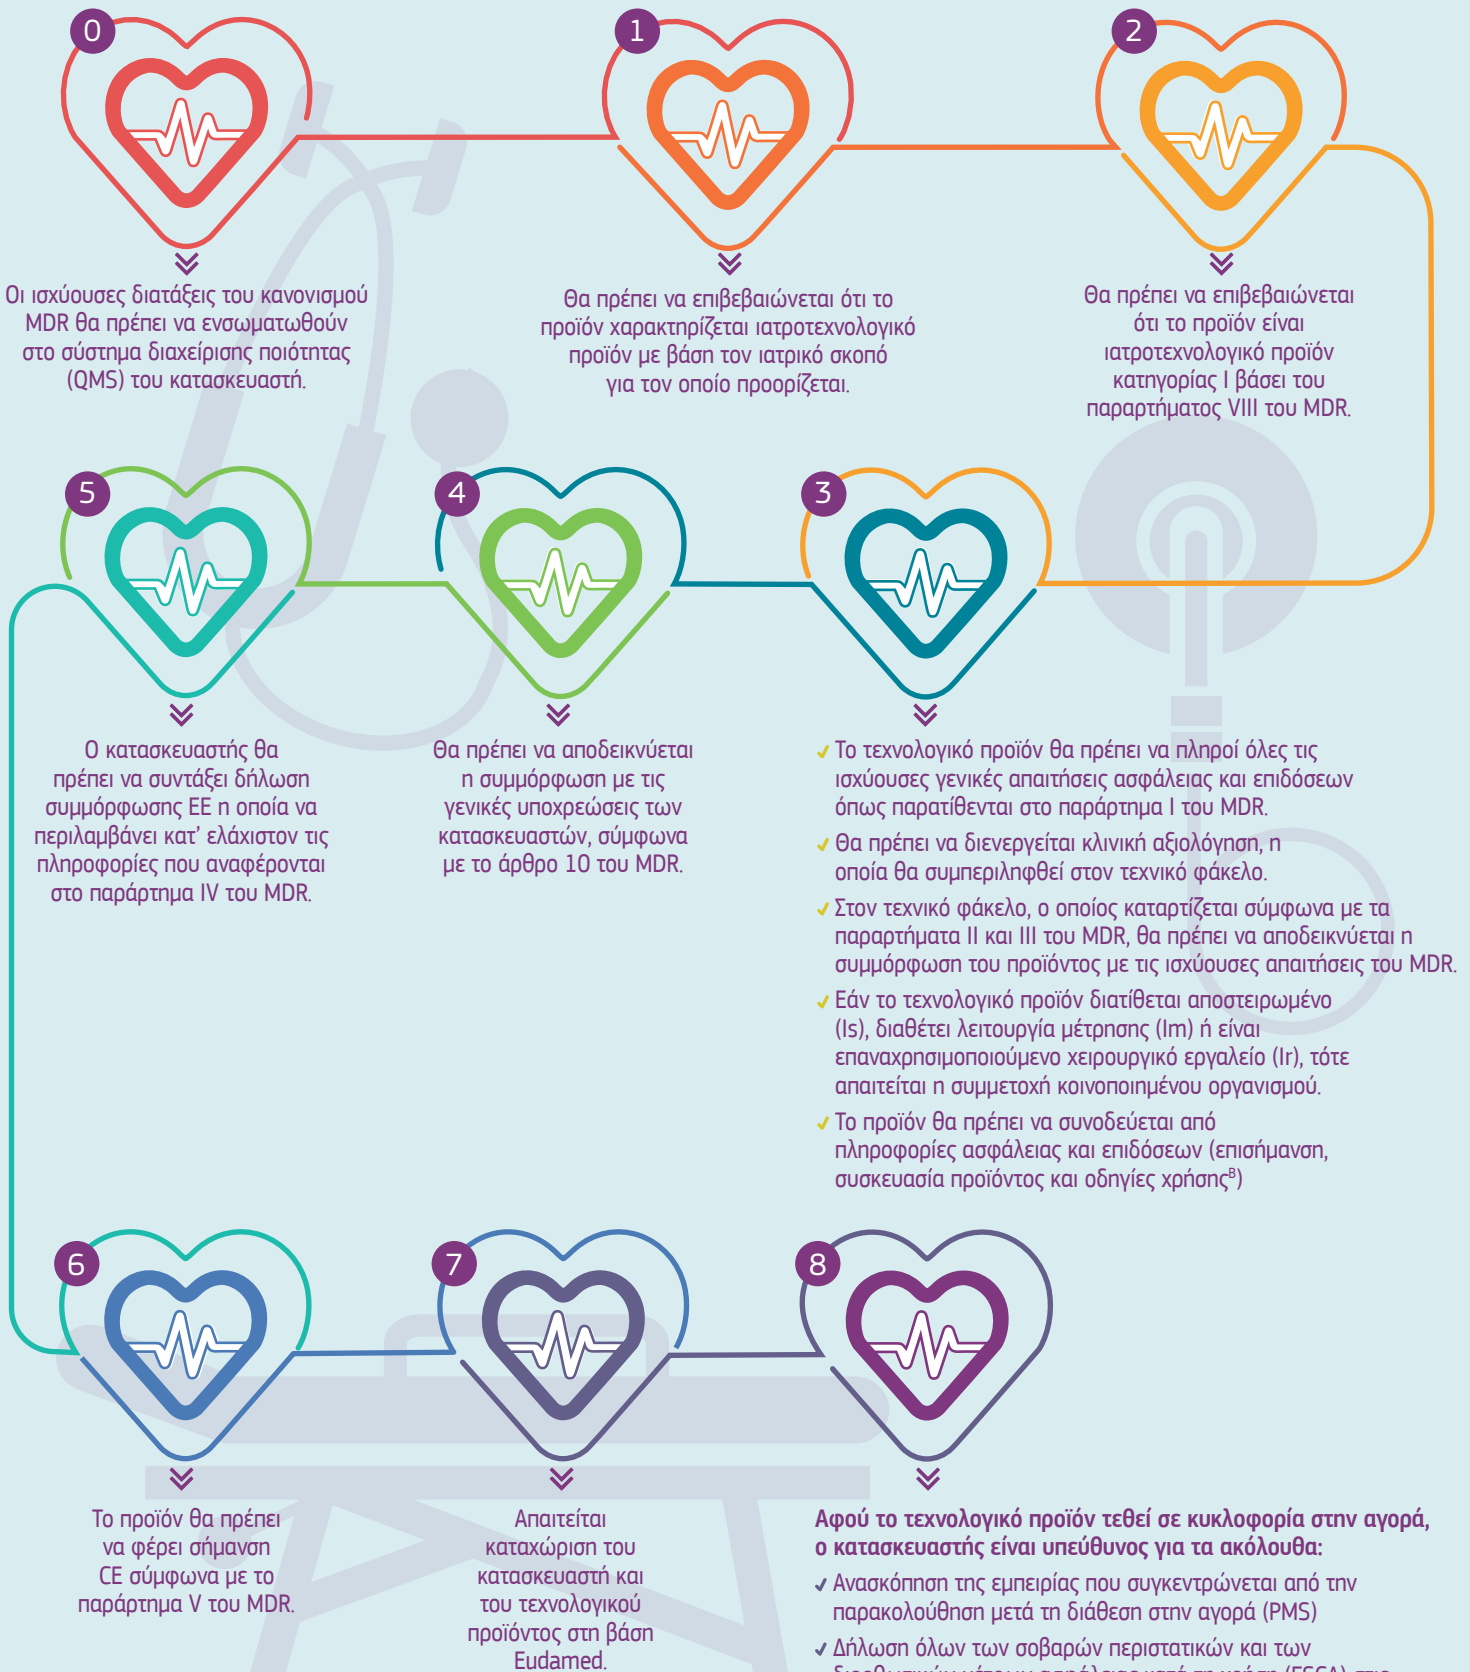 0
Οι ισχύουσες διατάξεις του κανονισμού
MDR θα πρέπει να ενσωματωθούν
στο σύστημα διαχείρισης ποιότητας
(QMS) του κατασκευαστή.
1
Θα πρέπει να επιβεβαιώνεται ότι το
προϊόν χαρακτηρίζεται ιατροτεχνολογικό
προϊόν με βάση τον ιατρικό σκοπό
για τον οποίο προορίζεται.
2
Θα πρέπει να επιβεβαιώνεται
ότι το προϊόν είναι
ιατροτεχνολογικό προϊόν
κατηγορίας I βάσει του
παραρτήματος VIII του MDR.
3
✓ Το τεχνολογικό προϊόν θα πρέπει να πληροί όλες τις
ισχύουσες γενικές απαιτήσεις ασφάλειας και επιδόσεων
όπως παρατίθενται στο παράρτημα I του MDR.
✓ Θα πρέπει να διενεργείται κλινική αξιολόγηση, η
οποία θα συμπεριληφθεί στον τεχνικό φάκελο.
✓ Στον τεχνικό φάκελο, ο οποίος καταρτίζεται σύμφωνα με τα
παραρτήματα II και III του MDR, θα πρέπει να αποδεικνύεται η
συμμόρφωση του προϊόντος με τις ισχύουσες απαιτήσεις του MDR.
✓ Εάν το τεχνολογικό προϊόν διατίθεται αποστειρωμένο
(Is), διαθέτει λειτουργία μέτρησης (Im) ή είναι
επαναχρησιμοποιούμενο χειρουργικό εργαλείο (Ir), τότε
απαιτείται η συμμετοχή κοινοποιημένου οργανισμού.
✓ Το προϊόν θα πρέπει να συνοδεύεται από
πληροφορίες ασφάλειας και επιδόσεων (επισήμανση,
συσκευασία προϊόντος και οδηγίες χρήσης⁸)
4
Θα πρέπει να αποδεικνύεται
η συμμόρφωση με τις
γενικές υποχρεώσεις των
κατασκευαστών, σύμφωνα
με το άρθρο 10 του MDR.
5
Ο κατασκευαστής θα
πρέπει να συντάξει δήλωση
συμμόρφωσης ΕΕ η οποία να
περιλαμβάνει κατ’ ελάχιστον τις
πληροφορίες που αναφέρονται
στο παράρτημα IV του MDR.
6
Το προϊόν θα πρέπει
να φέρει σήμανση
CE σύμφωνα με το
παράρτημα V του MDR.
7
Απαιτείται
καταχώριση του
κατασκευαστή και
του τεχνολογικού
προϊόντος στη βάση
Eudamed.
8
Αφού το τεχνολογικό προϊόν τεθεί σε κυκλοφορία στην αγορά,
ο κατασκευαστής είναι υπεύθυνος για τα ακόλουθα:
✓ Ανασκόπηση της εμπειρίας που συγκεντρώνεται από την
παρακολούθηση μετά τη διάθεση στην αγορά (PMS)
✓ Δήλωση όλων των σοβαρών περιστατικών και των